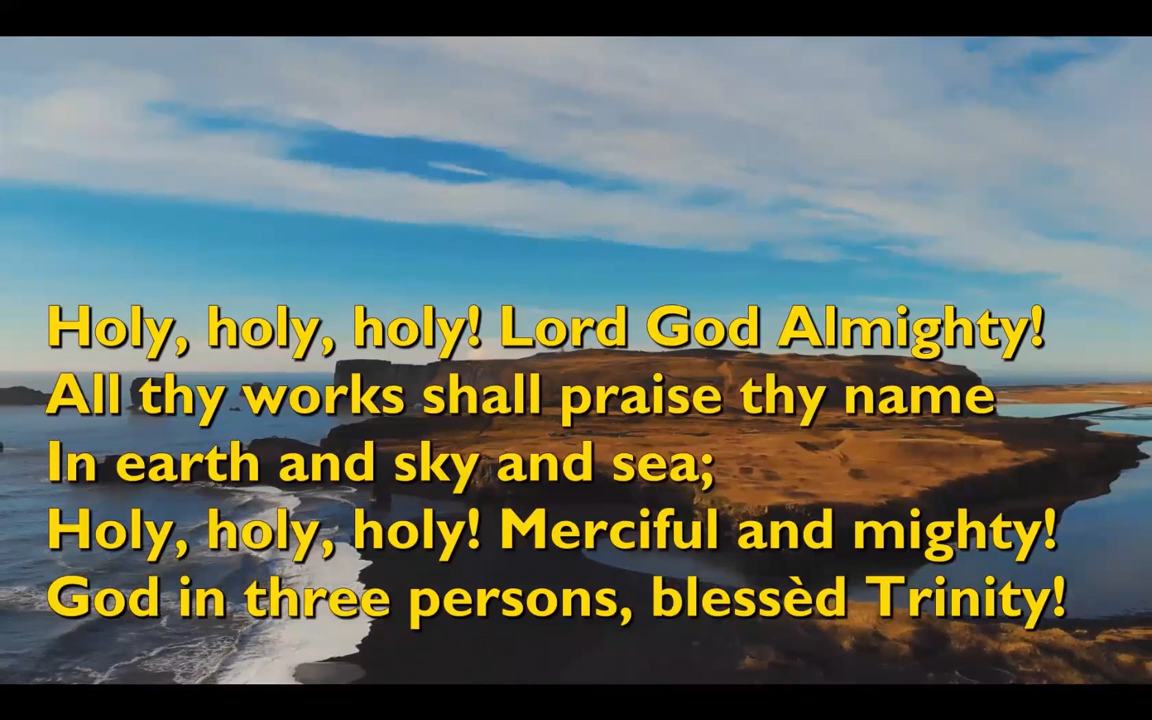 Holy, holy, holy! Lord God Almighty!
All thy works shall praise thy name
In earth and sky and sea;
Holy, holy, holy! Merciful and mighty!
God in three persons, blessèd Trinity!